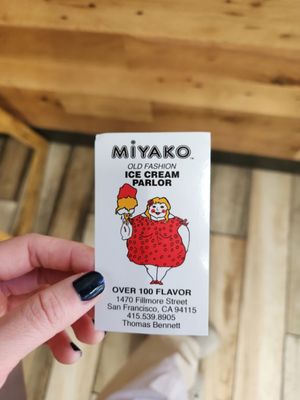 MiYAKO™
OLD FASHION
ICE CREAM
PARLOR
OVER 100 FLAVOR
1470 Fillmore Street
San Francisco, CA 94115
415.539.8905
Thomas Bennett